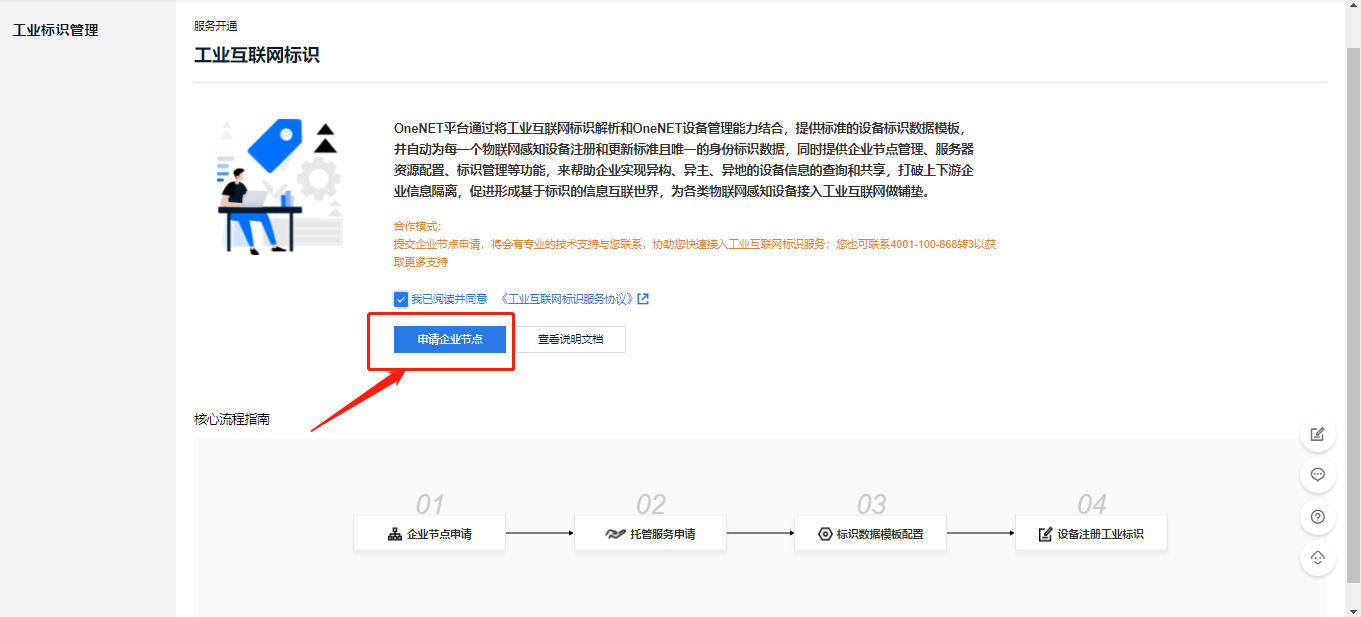 工业标识管理
服务开通
工业互联网标识
OneNET平台通过将工业互联网标识解析和OneNET设备管理能力结合，提供标准的设备标识数据模板，
并自动为每一个物联网感知设备注册和更新标准且唯一的身份标识数据，同时提供企业节点管理、服务器
资源配置、标识管理等功能，来帮助企业实现异构、异主、异地的设备信息的查询和共享，打破上下游企
业信息隔离，促进形成基于标识的信息互联世界，为各类物联网感知设备接入工业互联网做铺垫。
合作模式：
提交企业节点申请，将会有专业的技术支持与您联系，协助您快速接入工业互联网标识服务；您也可联系4001-100-868转3以获
取更多支持
我已阅读并同意 《工业互联网标识服务协议》
申请企业节点 查看说明文档
核心流程指南
01 02 03 04
企业节点申请 托管服务申请 标识数据模板配置 设备注册工业标识